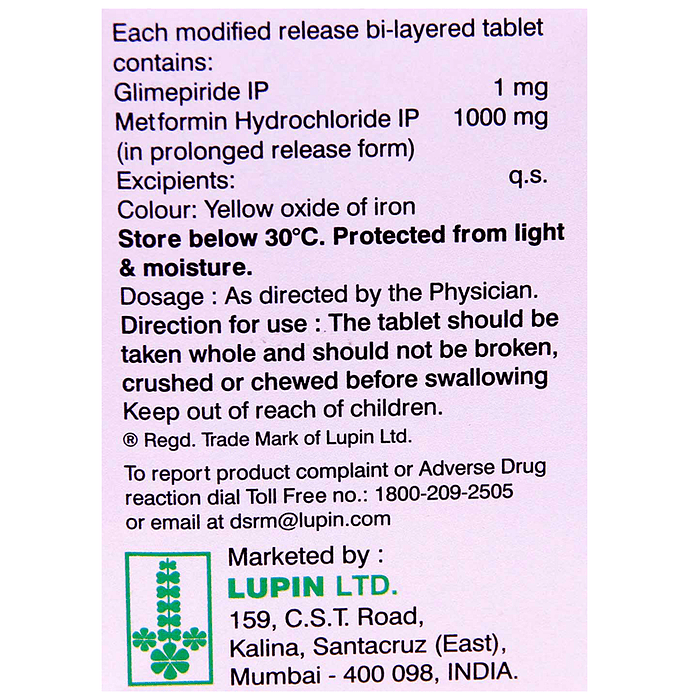 Each modified release bi-layered tablet
contains:
Glimepiride IP 1 mg
Metformin Hydrochloride IP 1000 mg
(in prolonged release form)
Excipients: q.s.
Colour: Yellow oxide of iron
Store below 30°C. Protected from light
& moisture.
Dosage : As directed by the Physician.
Direction for use : The tablet should be
taken whole and should not be broken,
crushed or chewed before swallowing
Keep out of reach of children.
® Regd. Trade Mark of Lupin Ltd.
To report product complaint or Adverse Drug
reaction dial Toll Free no.: 1800-209-2505
or email at dsrm@lupin.com
Marketed by :
LUPIN LTD.
159, C.S.T. Road,
Kalina, Santacruz (East),
Mumbai - 400 098, INDIA.